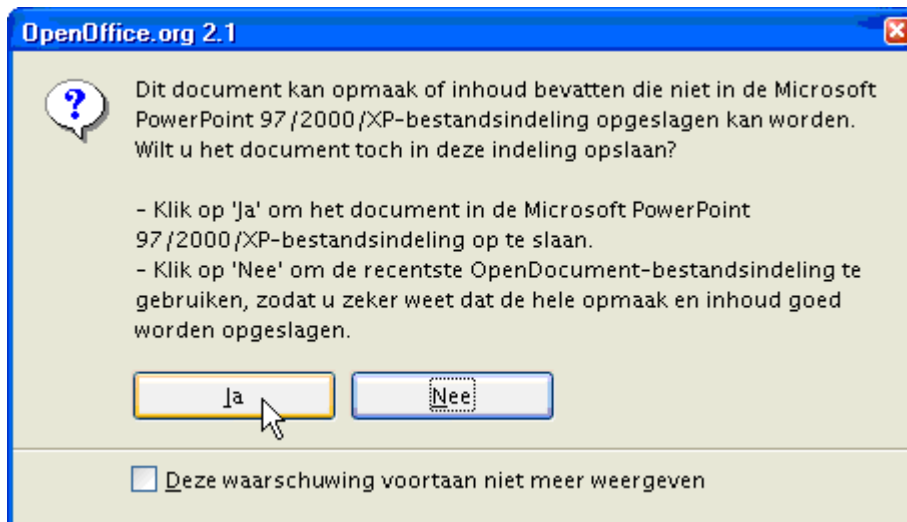 OpenOffice.org 2.1
Dit document kan opmaak of inhoud bevatten die niet in de Microsoft
PowerPoint 97/2000/XP-bestandsindeling opgeslagen kan worden.
Wilt u het document toch in deze indeling opslaan?
- Klik op 'Ja' om het document in de Microsoft PowerPoint
97/2000/XP-bestandsindeling op te slaan.
- Klik op 'Nee' om de recentste OpenDocument-bestandsindeling te
gebruiken, zodat u zeker weet dat de hele opmaak en inhoud goed
worden opgeslagen.
Ja
Nee
Deze waarschuwing voortaan niet meer weergeven